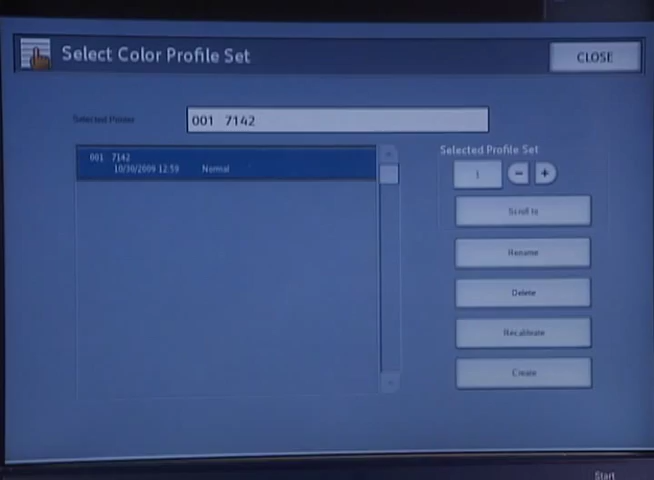 Select Color Profile Set
CLOSE
Selected Printer
001 7142
001 7142
10/30/2009 12:59 Normal
Selected Profile Set
1
- +
Scroll to
Rename
Delete
Recalibrate
Create
Start